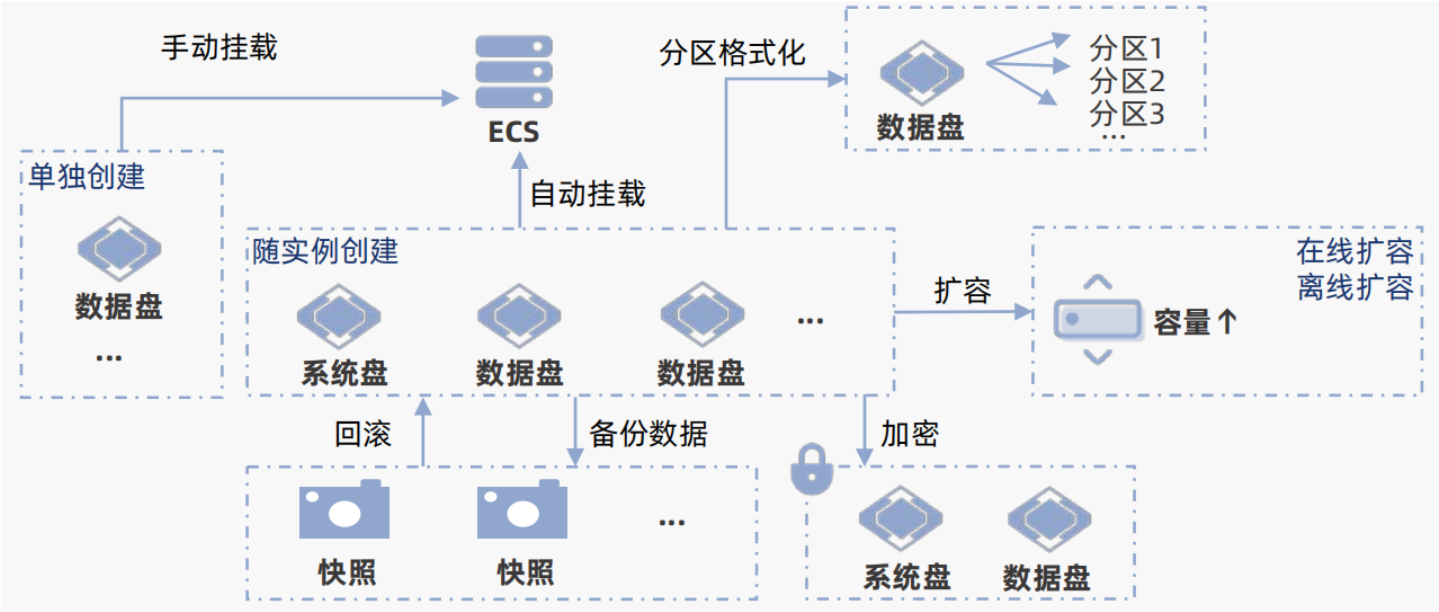 手动挂载
ECS
分区格式化
数据盘
分区1
分区2
分区3
...
单独创建
数据盘
...
自动挂载
随实例创建
系统盘
数据盘
数据盘
...
扩容
在线扩容
离线扩容
容量↑
回滚
备份数据
加密
快照
快照
...
系统盘
数据盘